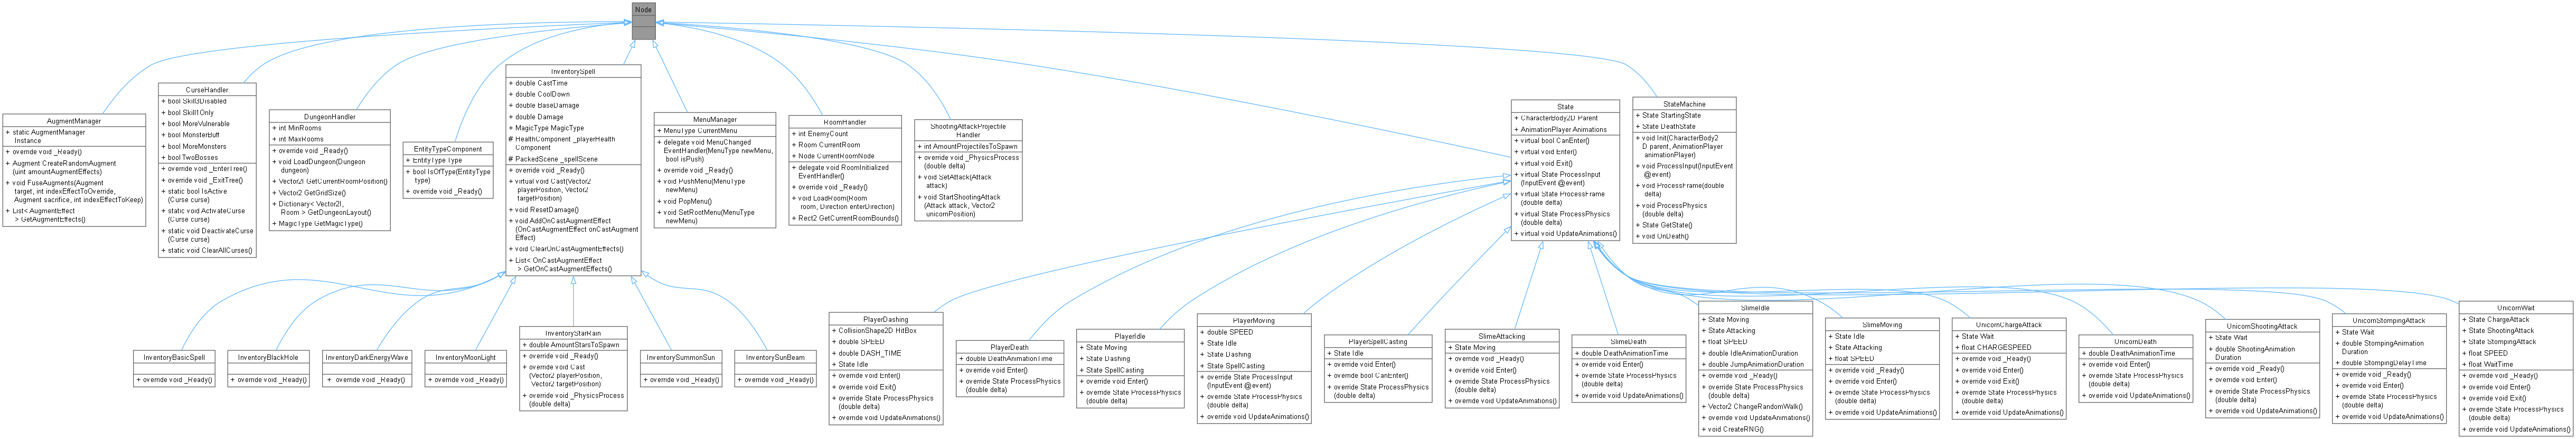 Node
AugmentManager
+ static AugmentManager
Instance
+ override void _Ready()
+ Augment CreateRandomAugment
(uint amountAugmentEffects)
+ void FuseAugments(Augment
target, int indexEffectToOverride,
Augment sacrifice, int indexEffectToKeep)
+ List< AugmentEffect
> GetAugmentEffects()
CurseHandler
+ bool Skill3Disabled
+ bool Skill1Only
+ bool MoreVulnerable
+ bool MonsterBuff
+ bool MoreMonsters
+ bool TwoBosses
+ override void _EnterTree()
+ override void _ExitTree()
+ static bool IsActive
(Curse curse)
+ static void ActivateCurse
(Curse curse)
+ static void DeactivateCurse
(Curse curse)
+ static void ClearAllCurses()
DungeonHandler
+ int MinRooms
+ int MaxRooms
+ override void _Ready()
+ void LoadDungeon(Dungeon
dungeon)
+ Vector2I GetCurrentRoomPosition()
+ Vector2I GetGridSize()
+ Dictionary< Vector2I,
Room > GetDungeonLayout()
+ MagicType GetMagicType()
EntityTypeComponent
+ EntityType Type
+ bool IsOfType(EntityType
type)
+ override void _Ready()
InventorySpell
+ double CastTime
+ double CoolDown
+ double BaseDamage
+ double Damage
+ MagicType MagicType
# HealthComponent _playerHealth
Component
# PackedScene _spellScene
+ override void _Ready()
+ virtual void Cast(Vector2
playerPosition, Vector2
targetPosition)
+ void ResetDamage()
+ void AddOnCastAugmentEffect
(OnCastAugmentEffect onCastAugment
Effect)
+ void ClearOnCastAugmentEffects()
+ List< OnCastAugmentEffect
> GetOnCastAugmentEffects()
MenuManager
+ MenuType CurrentMenu
+ delegate void MenuChanged
EventHandler(MenuType newMenu,
bool isPush)
+ override void _Ready()
+ void PushMenu(MenuType
newMenu)
+ void PopMenu()
+ void SetRootMenu(MenuType
newMenu)
RoomHandler
+ int EnemyCount
+ Room CurrentRoom
+ Node CurrentRoomNode
+ delegate void RoomInitialized
EventHandler()
+ override void _Ready()
+ void LoadRoom(Room
room, Direction enterDirection)
+ Rect2 GetCurrentRoomBounds()
ShootingAttackProjectile
Handler
+ int AmountProjectilesToSpawn
+ override void _PhysicsProcess
(double delta)
+ void SetAttack(Attack
attack)
+ void StartShootingAttack
(Attack attack, Vector2
unicornPosition)
State
+ CharacterBody2D Parent
+ AnimationPlayer Animations
+ virtual bool CanEnter()
+ virtual void Enter()
+ virtual void Exit()
+ virtual State ProcessInput
(InputEvent @event)
+ virtual State ProcessFrame
(double delta)
+ virtual State ProcessPhysics
(double delta)
+ virtual void UpdateAnimations()
StateMachine
+ State StartingState
+ State DeathState
+ void Init(CharacterBody2
D parent, AnimationPlayer
animationPlayer)
+ void ProcessInput(InputEvent
@event)
+ void ProcessFrame(double
delta)
+ void ProcessPhysics
(double delta)
+ State GetState()
+ void OnDeath()
InventoryBasicSpell
+ override void _Ready()
InventoryBlackHole
+ override void _Ready()
InventoryDarkEnergyWave
+ override void _Ready()
InventoryMoonLight
+ override void _Ready()
InventoryStarRain
+ double AmountStarsToSpawn
+ override void _Ready()
+ override void Cast
(Vector2 playerPosition,
Vector2 targetPosition)
+ override void _PhysicsProcess
(double delta)
InventorySummonSun
+ override void _Ready()
InventorySunBeam
+ override void _Ready()
PlayerDashing
+ CollisionShape2D HitBox
+ double SPEED
+ double DASH_TIME
+ State Idle
+ override void Enter()
+ override void Exit()
+ override State ProcessPhysics
(double delta)
+ override void UpdateAnimations()
PlayerDeath
+ double DeathAnimationTime
+ override void Enter()
+ override State ProcessPhysics
(double delta)
PlayerIdle
+ State Moving
+ State Dashing
+ State SpellCasting
+ override void Enter()
+ override State ProcessPhysics
(double delta)
PlayerMoving
+ double SPEED
+ State Idle
+ State Dashing
+ State SpellCasting
+ override State ProcessInput
(InputEvent @event)
+ override State ProcessPhysics
(double delta)
+ override void UpdateAnimations()
PlayerSpellCasting
+ State Idle
+ override void Enter()
+ override bool CanEnter()
+ override State ProcessPhysics
(double delta)
SlimeAttacking
+ State Moving
+ override void _Ready()
+ override void Enter()
+ override State ProcessPhysics
(double delta)
+ override void UpdateAnimations()
SlimeDeath
+ double DeathAnimationTime
+ override void Enter()
+ override State ProcessPhysics
(double delta)
+ override void UpdateAnimations()
SlimeIdle
+ State Moving
+ State Attacking
+ float SPEED
+ double IdleAnimationDuration
+ double JumpAnimationDuration
+ override void _Ready()
+ override State ProcessPhysics
(double delta)
+ Vector2 ChangeRandomWalk()
+ override void UpdateAnimations()
+ void CreateRNG()
SlimeMoving
+ State Idle
+ State Attacking
+ float SPEED
+ override void _Ready()
+ override void Enter()
+ override State ProcessPhysics
(double delta)
+ override void UpdateAnimations()
UnicornChargeAttack
+ State Wait
+ float CHARGESPEED
+ override void _Ready()
+ override void Enter()
+ override void Exit()
+ override State ProcessPhysics
(double delta)
+ override void UpdateAnimations()
UnicornDeath
+ double DeathAnimationTime
+ override void Enter()
+ override State ProcessPhysics
(double delta)
+ override void UpdateAnimations()
UnicornShootingAttack
+ State Wait
+ double ShootingAnimation
Duration
+ override void _Ready()
+ override void Enter()
+ override State ProcessPhysics
(double delta)
+ override void UpdateAnimations()
UnicornStompingAttack
+ State Wait
+ double StompingAnimation
Duration
+ double StompingDelayTime
+ override void _Ready()
+ override void Enter()
+ override State ProcessPhysics
(double delta)
+ override void UpdateAnimations()
UnicornWait
+ State ChargeAttack
+ State ShootingAttack
+ State StompingAttack
+ float SPEED
+ float WaitTime
+ override void _Ready()
+ override void Enter()
+ override void Exit()
+ override State ProcessPhysics
(double delta)
+ override void UpdateAnimations()